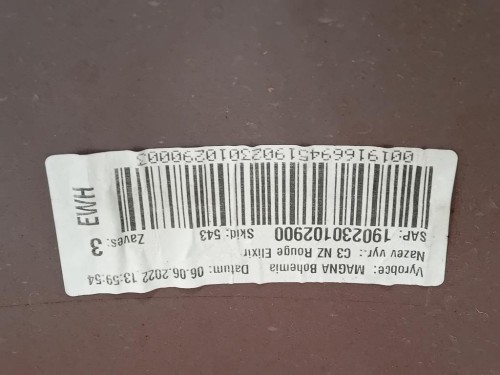 Vyrobce: MAGNA Bohemia Datum: 06.06.2022 13:59:54
Nazev vyr.: C3 NZ Rouge Elixir
SAP: 190230102900 Skid: 543 Zaves: 3
001916694519023010290003
EWH